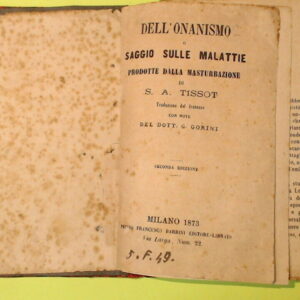 DELL'ONANISMO
O
SAGGIO SULLE MALATTIE
PRODOTTE DALLA MASTURBAZIONE
DI
S. A. TISSOT
Traduzione dal francese
CON NOTE
DEL DOTT. G. GORINI
SECONDA EDIZIONE
MILANO 1873
FRANCESCO BARBINI EDITORE-LIBRAIO
Via Larga, Num. 22.
5.F.49.